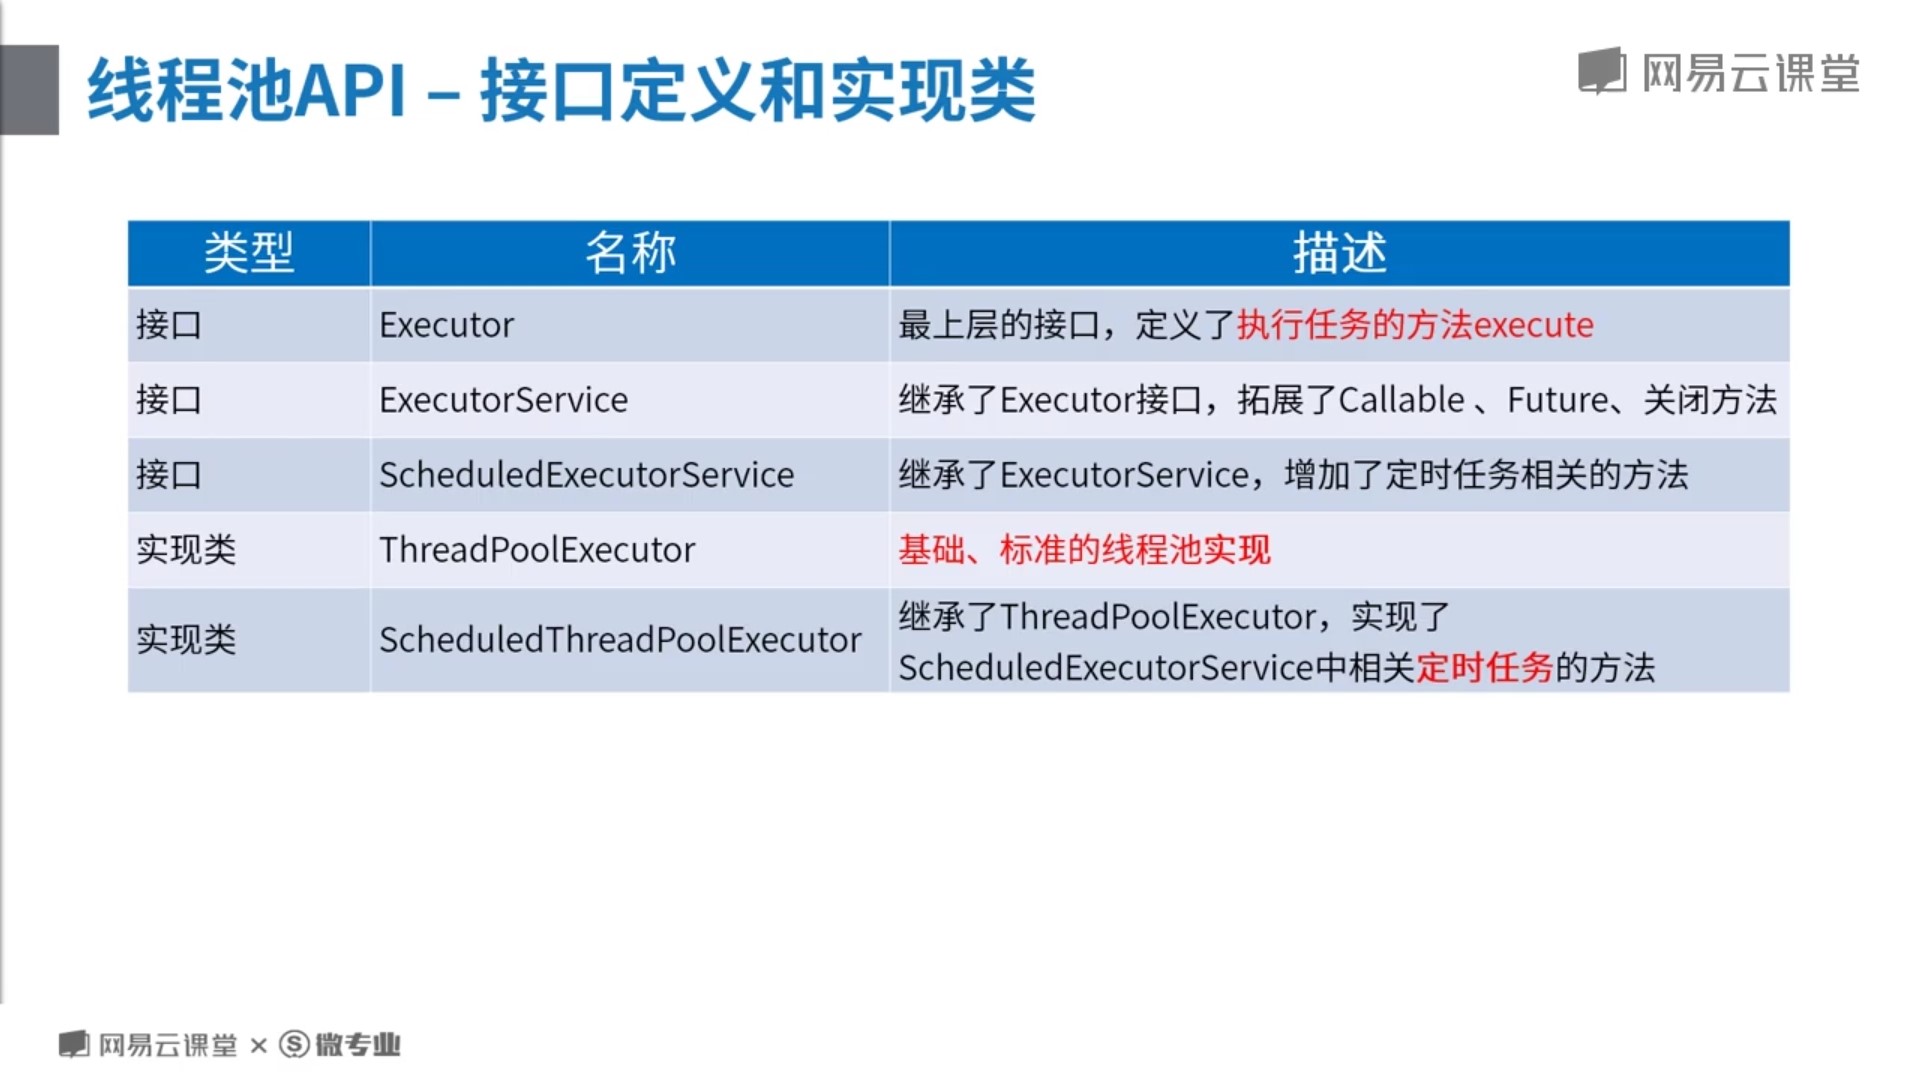 线程池API – 接口定义和实现类
网易云课堂
类型 名称 描述
接口 Executor 最上层的接口，定义了执行任务的方法execute
接口 ExecutorService 继承了Executor接口，拓展了Callable 、Future、关闭方法
接口 ScheduledExecutorService 继承了ExecutorService，增加了定时任务相关的方法
实现类 ThreadPoolExecutor 基础、标准的线程池实现
实现类 ScheduledThreadPoolExecutor 继承了ThreadPoolExecutor，实现了
ScheduledExecutorService中相关定时任务的方法
网易云课堂 × Ⓢ微专业